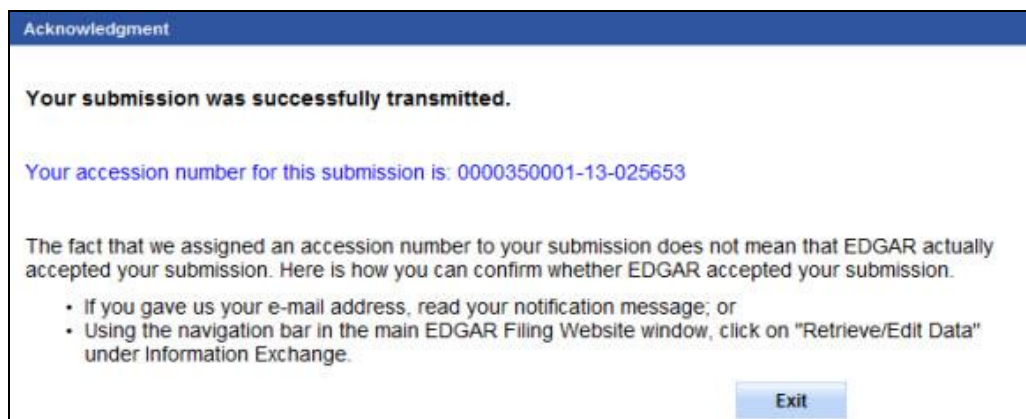 Acknowledgment
Your submission was successfully transmitted.
Your accession number for this submission is: 0000350001-13-025653
The fact that we assigned an accession number to your submission does not mean that EDGAR actually
accepted your submission. Here is how you can confirm whether EDGAR accepted your submission.
• If you gave us your e-mail address, read your notification message; or
• Using the navigation bar in the main EDGAR Filing Website window, click on "Retrieve/Edit Data"
under Information Exchange.
Exit